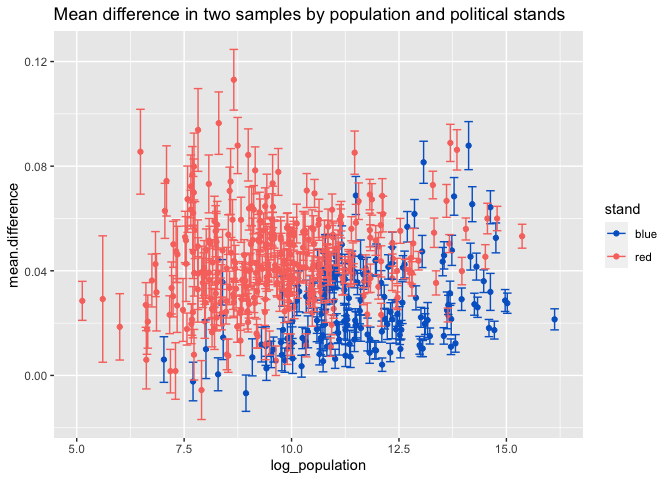 Mean difference in two samples by population and political stands
0.12
0.08
0.04
0.00
mean.difference
5.0 7.5 10.0 12.5 15.0
log_population
stand
blue
red